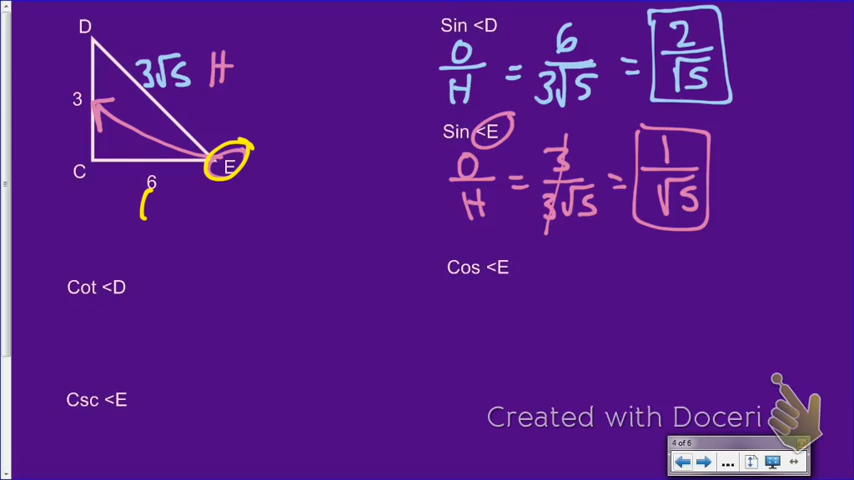 D
3√5 H
3
C
E
6
Sin <D
O/H = 6/3√5 = 2/√5
Sin <E
O/H = 3/3√5 = 1/√5
1
Cos <E
Cot <D
Csc <E
Created with Doceri
4 of 6
...